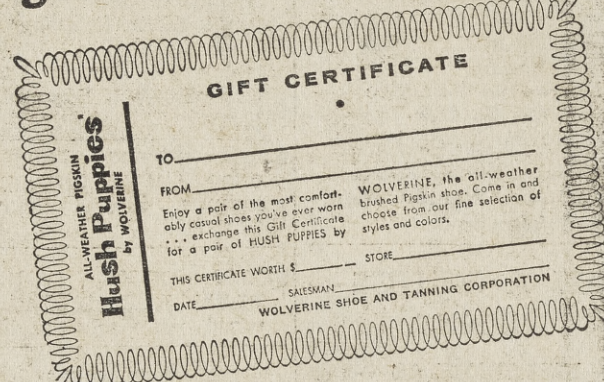 ALL-WEATHER PIGSKIN
Hush Puppies
by WOLVERINE
GIFT CERTIFICATE
TO
FROM
Enjoy a pair of the most comfort-
ably casual shoes you've ever worn
... exchange this Gift Certificate
for a pair of HUSH PUPPIES by
WOLVERINE, the all-weather
brushed Pigskin shoe. Come in and
choose from our fine selection of
styles and colors.
THIS CERTIFICATE WORTH $ STORE
DATE SALESMAN
WOLVERINE SHOE AND TANNING CORPORATION